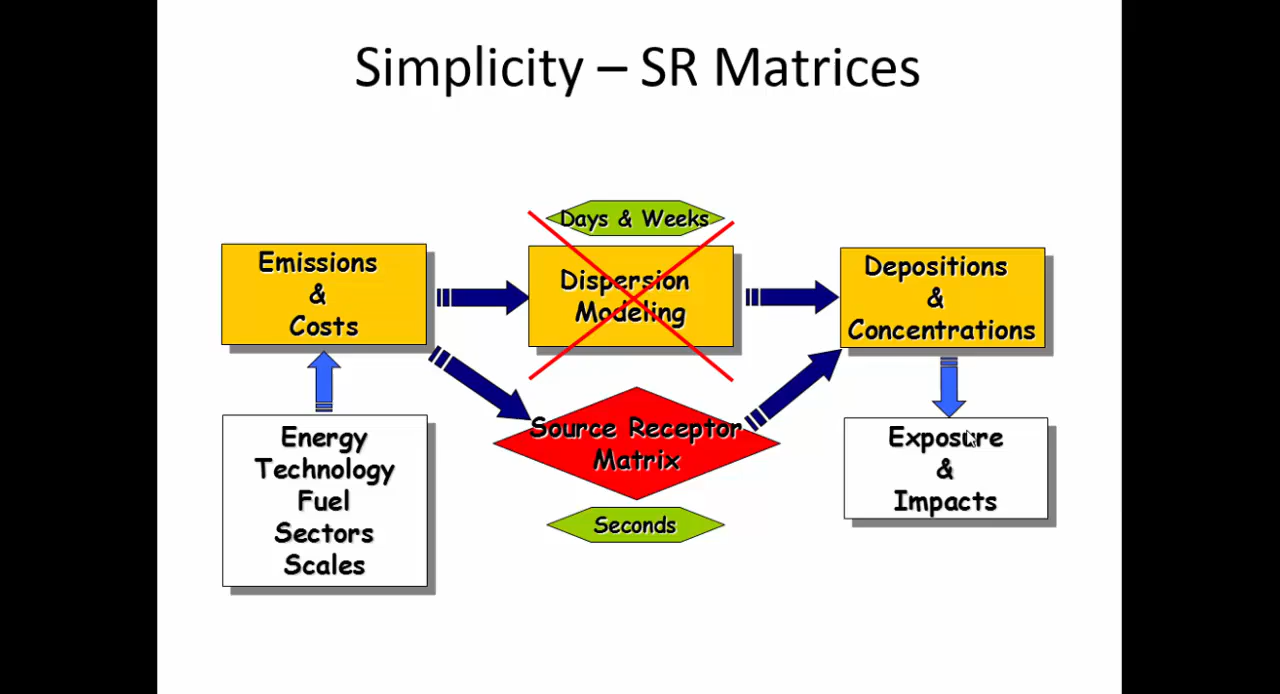 Simplicity – SR Matrices
Days & Weeks
Emissions
&
Costs
Dispersion
Modeling
Depositions
&
Concentrations
Source Receptor
Matrix
Seconds
Energy
Technology
Fuel
Sectors
Scales
Exposure
&
Impacts